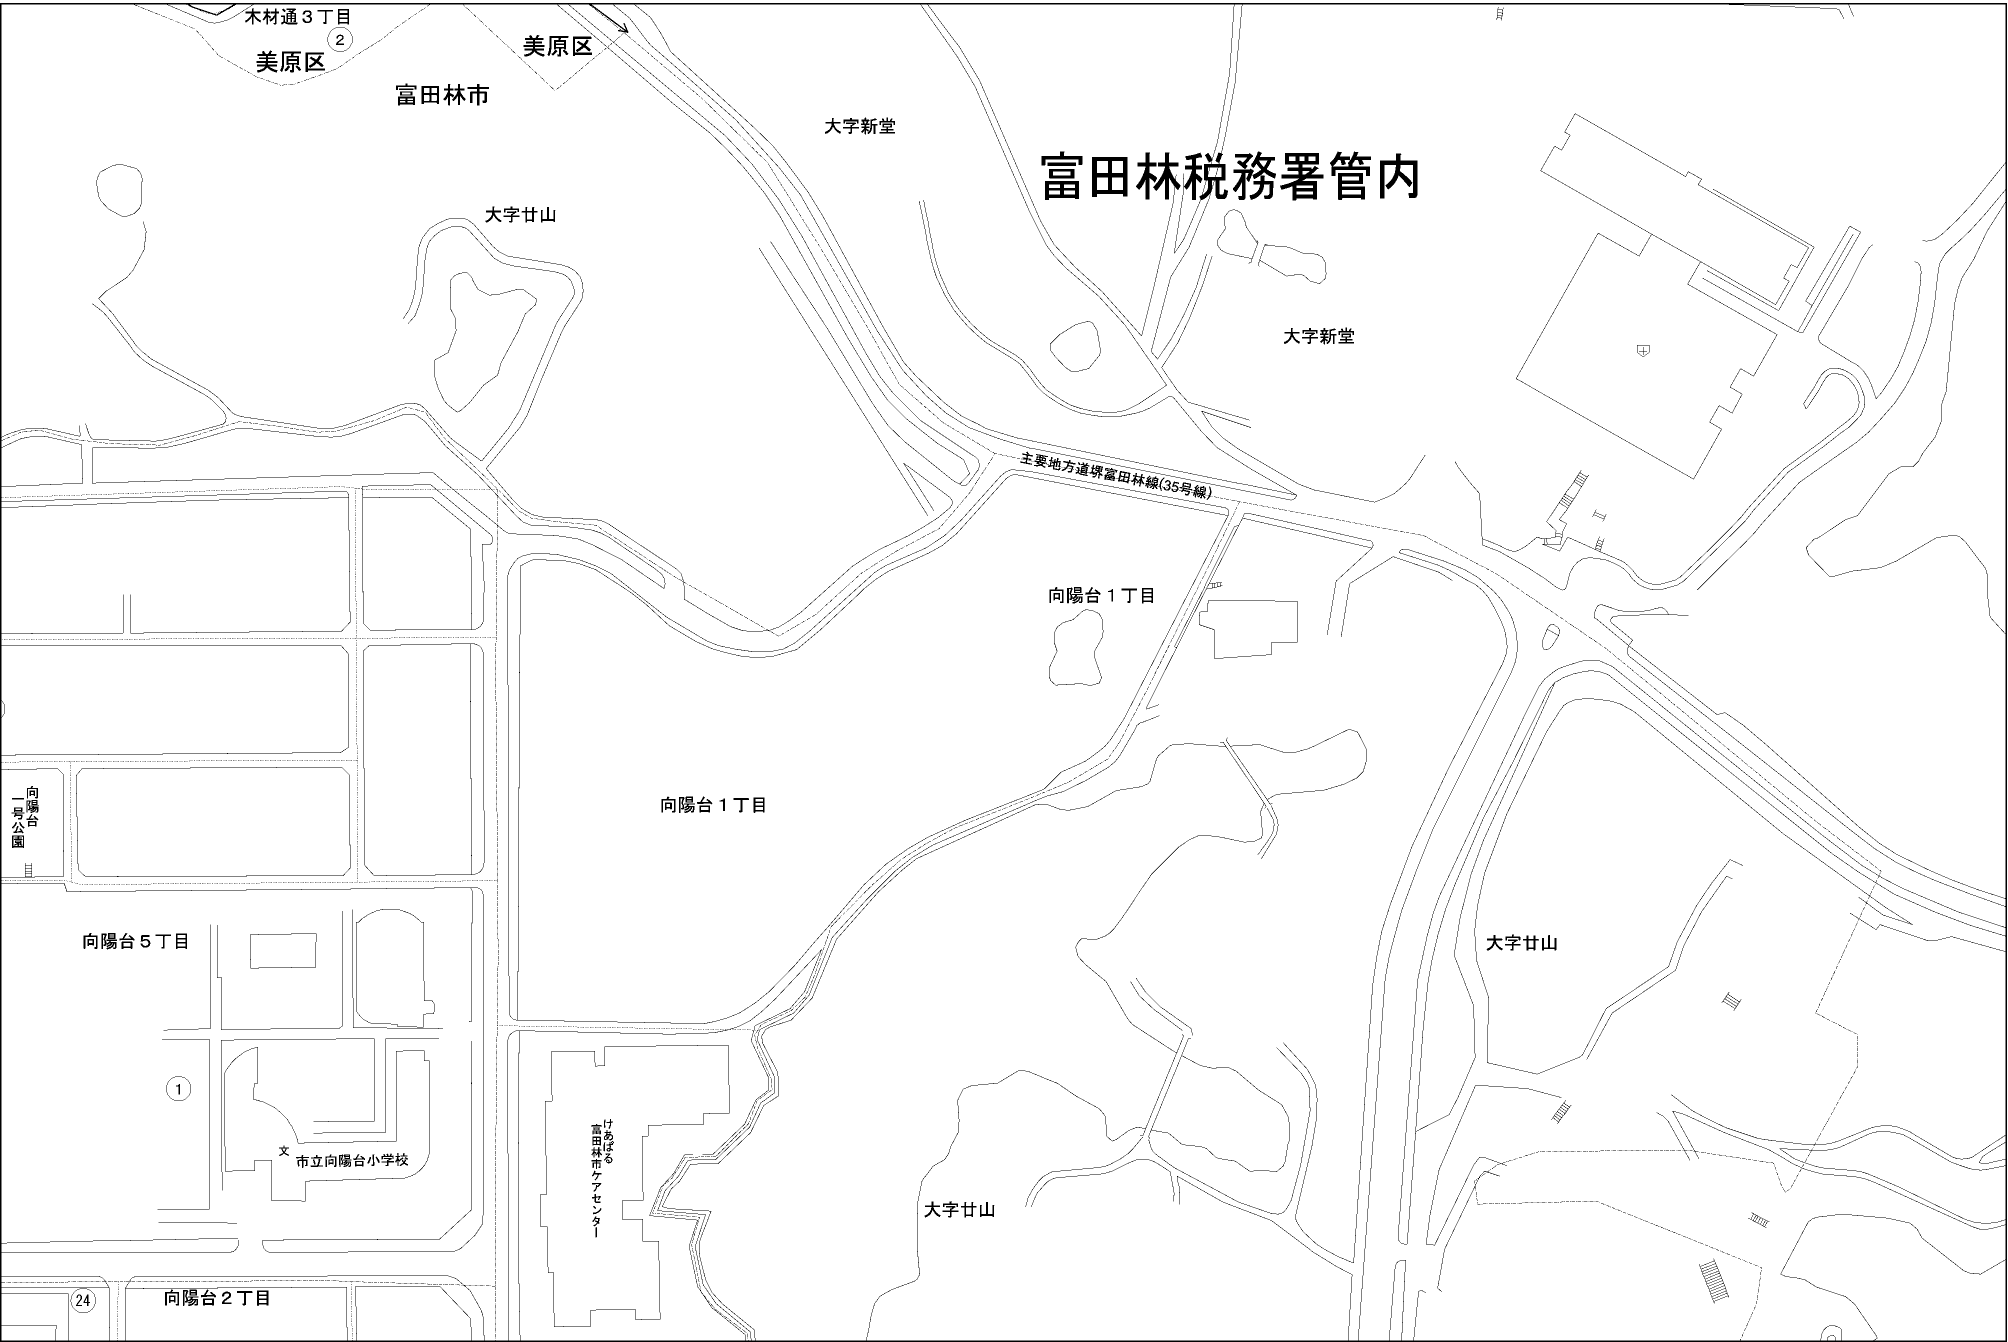 木材通３丁目
②
美原区
美原区
富田林市
大字新堂
富田林税務署管内
大字廿山
大字新堂
主要地方道堺富田林線(35号線)
向陽台１丁目
向陽台１丁目
向陽台
一号公園
向陽台５丁目
大字廿山
①
けあぱる
富田林市ケアセンター
文
市立向陽台小学校
大字廿山
㉔
向陽台２丁目